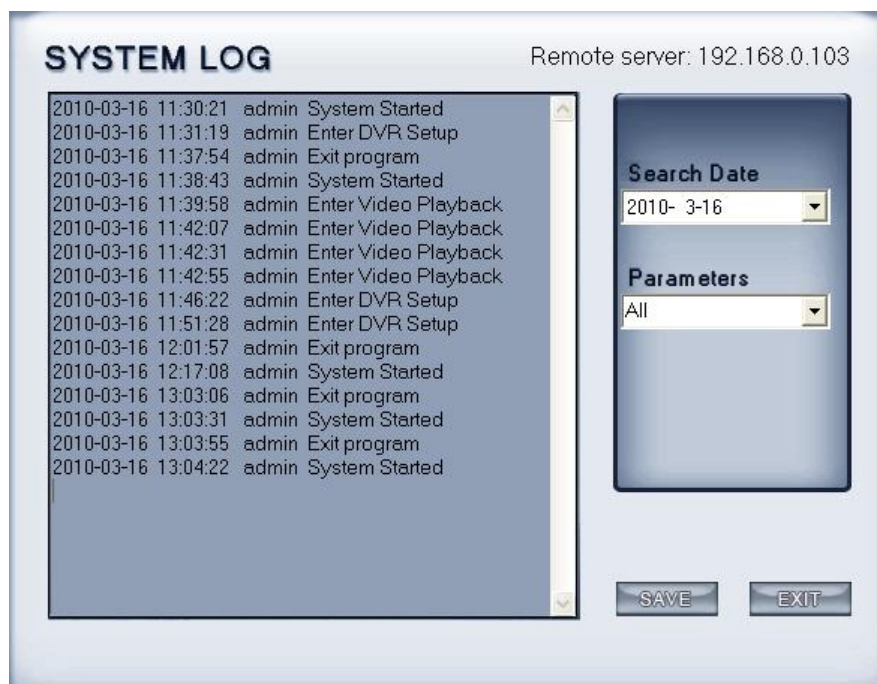 SYSTEM LOG
Remote server: 192.168.0.103
2010-03-16 11:30:21 admin System Started
2010-03-16 11:31:19 admin Enter DVR Setup
2010-03-16 11:37:54 admin Exit program
2010-03-16 11:38:43 admin System Started
2010-03-16 11:39:58 admin Enter Video Playback
2010-03-16 11:42:07 admin Enter Video Playback
2010-03-16 11:42:31 admin Enter Video Playback
2010-03-16 11:42:55 admin Enter Video Playback
2010-03-16 11:46:22 admin Enter DVR Setup
2010-03-16 11:51:28 admin Enter DVR Setup
2010-03-16 12:01:57 admin Exit program
2010-03-16 12:17:08 admin System Started
2010-03-16 13:03:06 admin Exit program
2010-03-16 13:03:31 admin System Started
2010-03-16 13:03:55 admin Exit program
2010-03-16 13:04:22 admin System Started
Search Date
2010- 3-16
Parameters
All
SAVE
EXIT